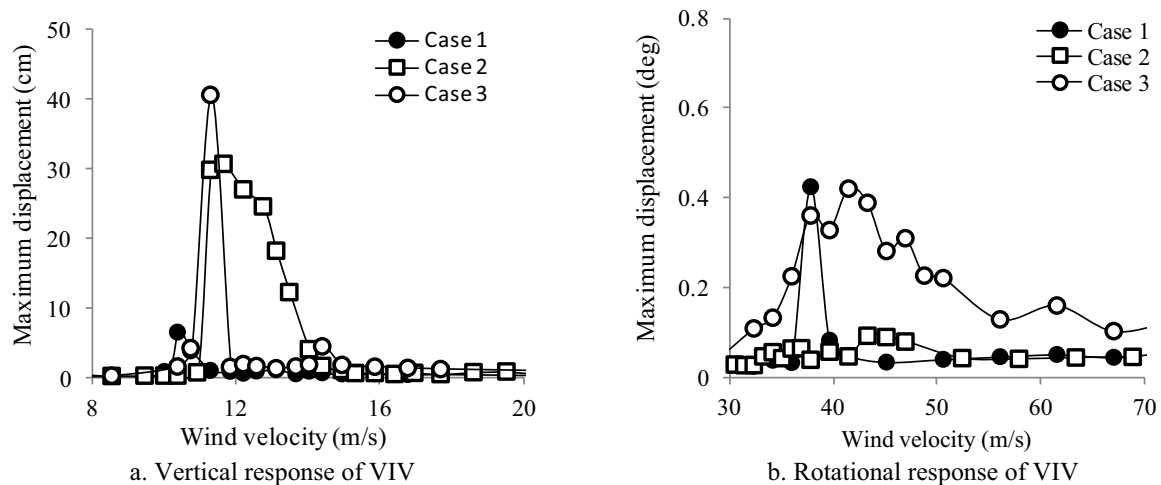 50
40
30
20
10
0
8
12
16
20
Maximum displacement (cm)
Wind velocity (m/s)
Case 1
Case 2
Case 3
a. Vertical response of VIV
0.8
0.6
0.4
0.2
0
30
40
50
60
70
Maximum displacement (deg)
Wind velocity (m/s)
Case 1
Case 2
Case 3
b. Rotational response of VIV